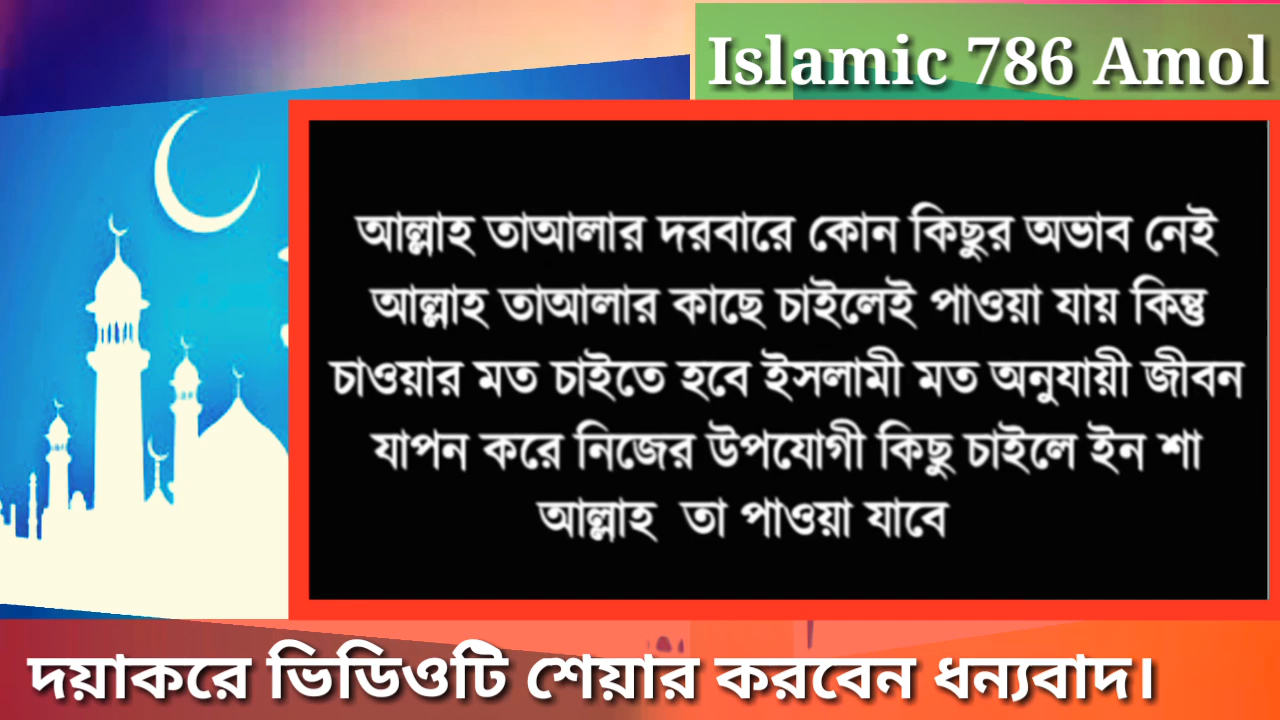 Islamic 786 Amol
আল্লাহ তাআলার দরবারে কোন কিছুর অভাব নেই
আল্লাহ তাআলার কাছে চাইলেই পাওয়া যায় কিন্তু
চাওয়ার মত চাইতে হবে ইসলামী মত অনুযায়ী জীবন
যাপন করে নিজের উপযোগী কিছু চাইলে ইন শা
আল্লাহ তা পাওয়া যাবে
দয়াকরে ভিডিওটি শেয়ার করবেন ধন্যবাদ।